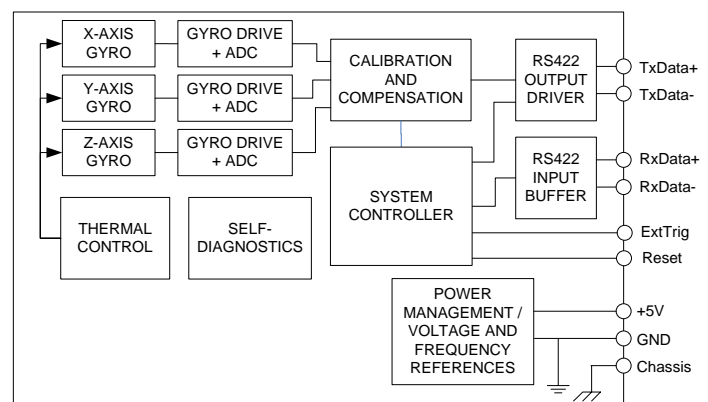 X-AXIS
GYRO
GYRO DRIVE
+ ADC
Y-AXIS
GYRO
GYRO DRIVE
+ ADC
Z-AXIS
GYRO
GYRO DRIVE
+ ADC
CALIBRATION
AND
COMPENSATION
RS422
OUTPUT
DRIVER
TxData+
TxData-
RS422
INPUT
BUFFER
RxData+
RxData-
THERMAL
CONTROL
SELF-
DIAGNOSTICS
SYSTEM
CONTROLLER
ExtTrig
Reset
POWER
MANAGEMENT /
VOLTAGE AND
FREQUENCY
REFERENCES
+5V
GND
Chassis